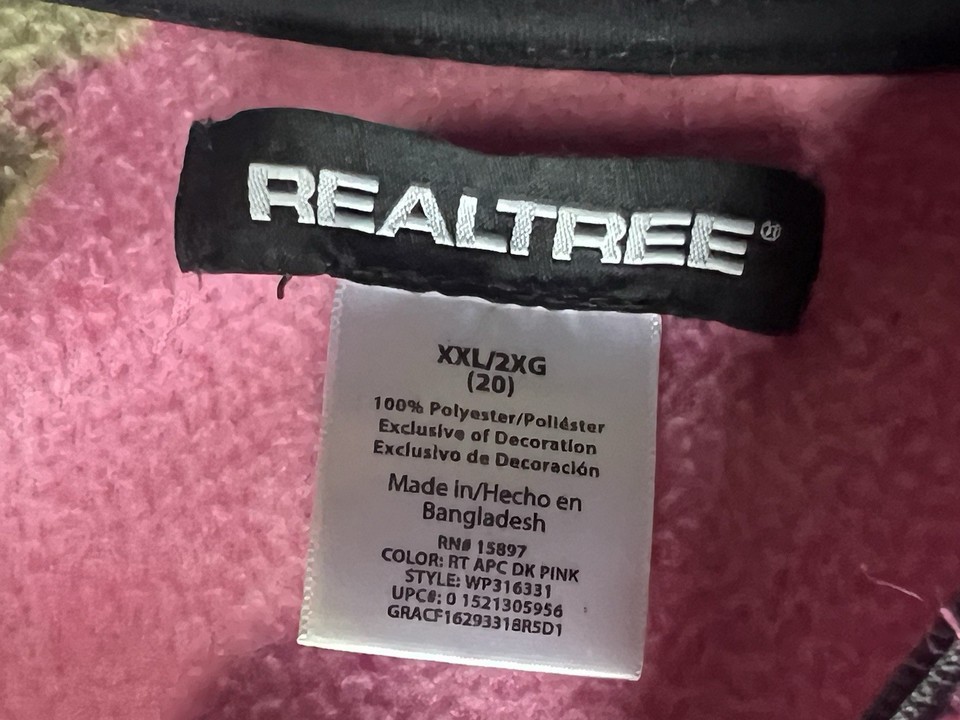 REALTREE®
XXL/2XG
(20)
100% Polyester/Poliéster
Exclusive of Decoration
Exclusivo de Decoración
Made in/Hecho en
Bangladesh
RN# 15897
COLOR: RT APC DK PINK
STYLE: WP316331
UPC#: 0 1521305956
GRACF16293318R5D1